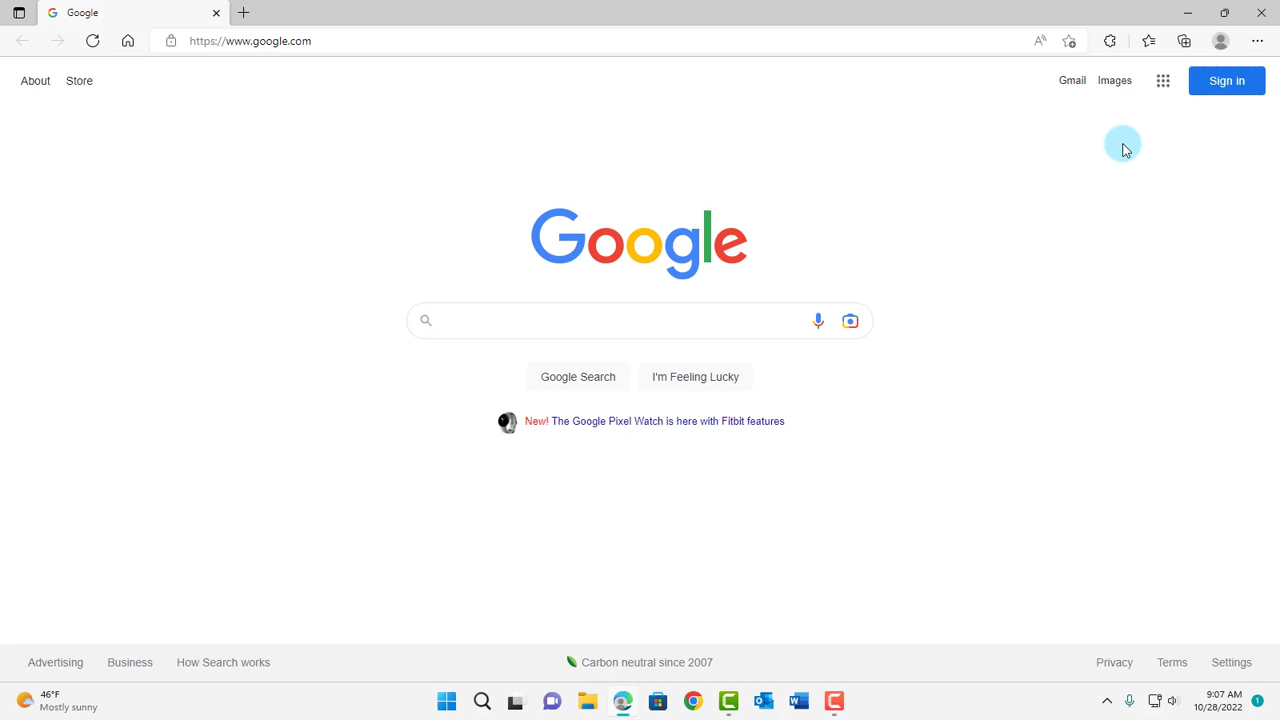 Google
https://www.google.com
About Store
Gmail Images Sign in
Google
Google Search I'm Feeling Lucky
New! The Google Pixel Watch is here with Fitbit features
Advertising Business How Search works Carbon neutral since 2007 Privacy Terms Settings
46°F
Mostly sunny
9:07 AM
10/28/2022
1